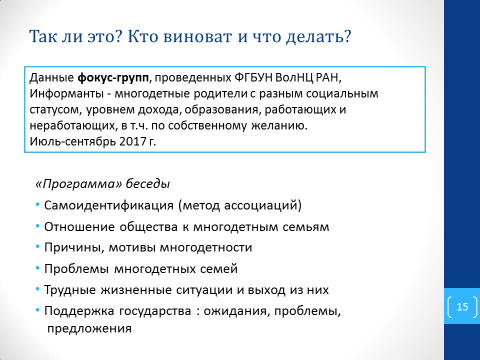 Так ли это? Кто виноват и что делать?
Данные фокус-групп, проведенных ФГБУН ВолНЦ РАН,
Информанты - многодетные родители с разным социальным
статусом, уровнем дохода, образования, работающих и
неработающих, в т.ч. по собственному желанию.
Июль-сентябрь 2017 г.
«Программа» беседы
• Самоидентификация (метод ассоциаций)
• Отношение общества к многодетным семьям
• Причины, мотивы многодетности
• Проблемы многодетных семей
• Трудные жизненные ситуации и выход из них
• Поддержка государства : ожидания, проблемы,
предложения
15